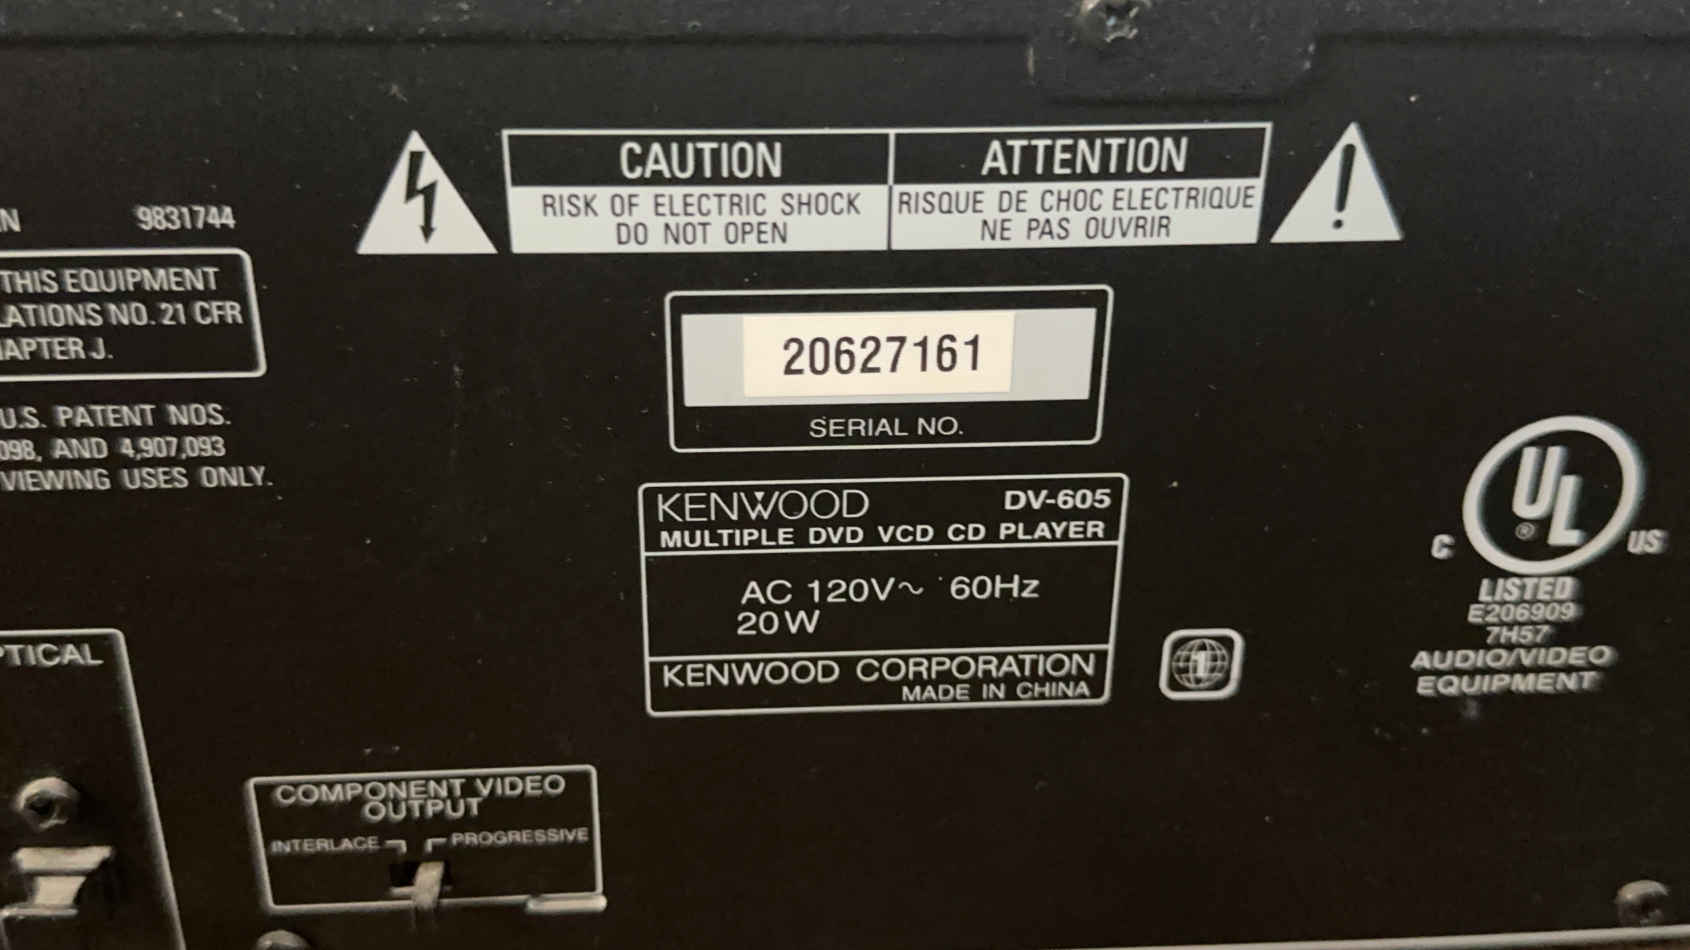 CAUTION
RISK OF ELECTRIC SHOCK
DO NOT OPEN
ATTENTION
RISQUE DE CHOC ELECTRIQUE
NE PAS OUVRIR
9831744
THIS EQUIPMENT
LATIONS NO. 21 CFR
HAPTER J.
U.S. PATENT NOS.
098, AND 4,907,093
VIEWING USES ONLY.
20627161
SERIAL NO.
KENWOOD DV-605
MULTIPLE DVD VCD CD PLAYER
AC 120V~ 60Hz
20W
KENWOOD CORPORATION
MADE IN CHINA
1
C UL ® US
LISTED
E206909
7H57
AUDIO/VIDEO
EQUIPMENT
PTICAL
COMPONENT VIDEO
OUTPUT
INTERLACE PROGRESSIVE